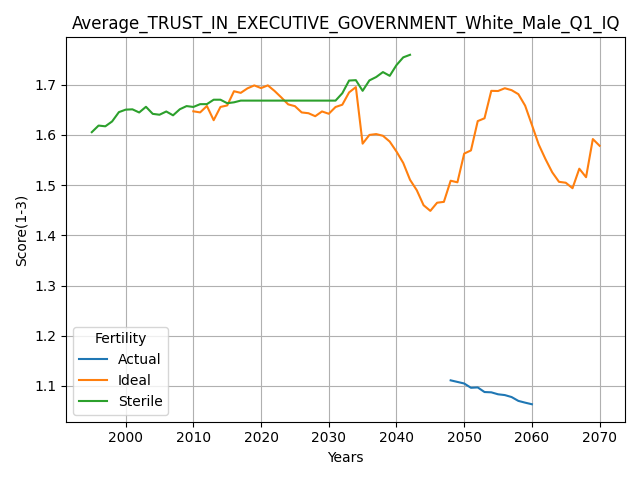 Average_TRUST_IN_EXECUTIVE_GOVERNMENT_White_Male_Q1_IQ
1.7
1.6
1.5
1.4
1.3
1.2
1.1
Score(1-3)
Fertility
Actual
Ideal
Sterile
2000 2010 2020 2030 2040 2050 2060 2070
Years